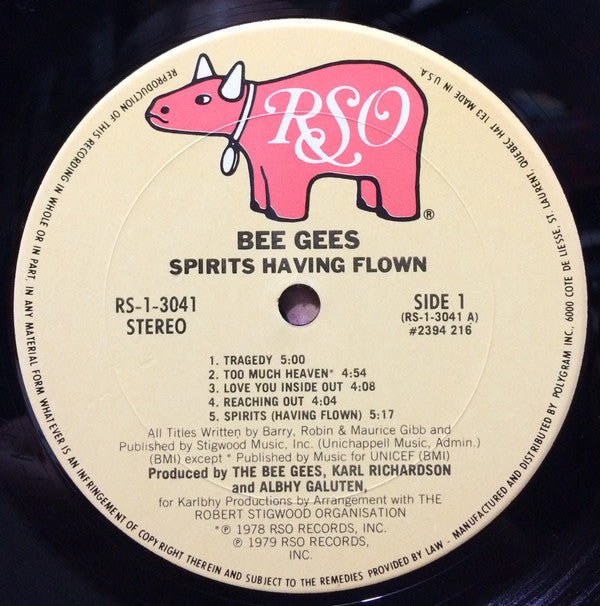 RSO
®
BEE GEES
SPIRITS HAVING FLOWN
RS-1-3041
STEREO
SIDE 1
(RS-1-3041 A)
#2394 216
1. TRAGEDY 5:00
2. TOO MUCH HEAVEN* 4:54
3. LOVE YOU INSIDE OUT 4:08
4. REACHING OUT 4:04
5. SPIRITS (HAVING FLOWN) 5:17
All Titles Written by Barry, Robin & Maurice Gibb and
Published by Stigwood Music, Inc. (Unichappell Music, Admin.)
(BMI) except * Published by Music for UNICEF (BMI)
Produced by THE BEE GEES, KARL RICHARDSON
and ALBHY GALUTEN,
for Karlbhy Productions by Arrangement with THE
ROBERT STIGWOOD ORGANISATION
*℗ 1978 RSO RECORDS, INC.
℗ 1979 RSO RECORDS,
INC.
REPRODUCTION OF THIS RECORDING IN WHOLE OR IN PART, IN ANY MATERIAL FORM WHATEVER IS AN INFRINGEMENT OF COPYRIGHT THEREIN AND SUBJECT TO THE REMEDIES PROVIDED BY LAW - MANUFACTURED AND DISTRIBUTED BY POLYGRAM INC. 6000 COTE DE LIESSE, ST. LAURENT, QUEBEC H4T 1E3 MADE IN U.S.A.